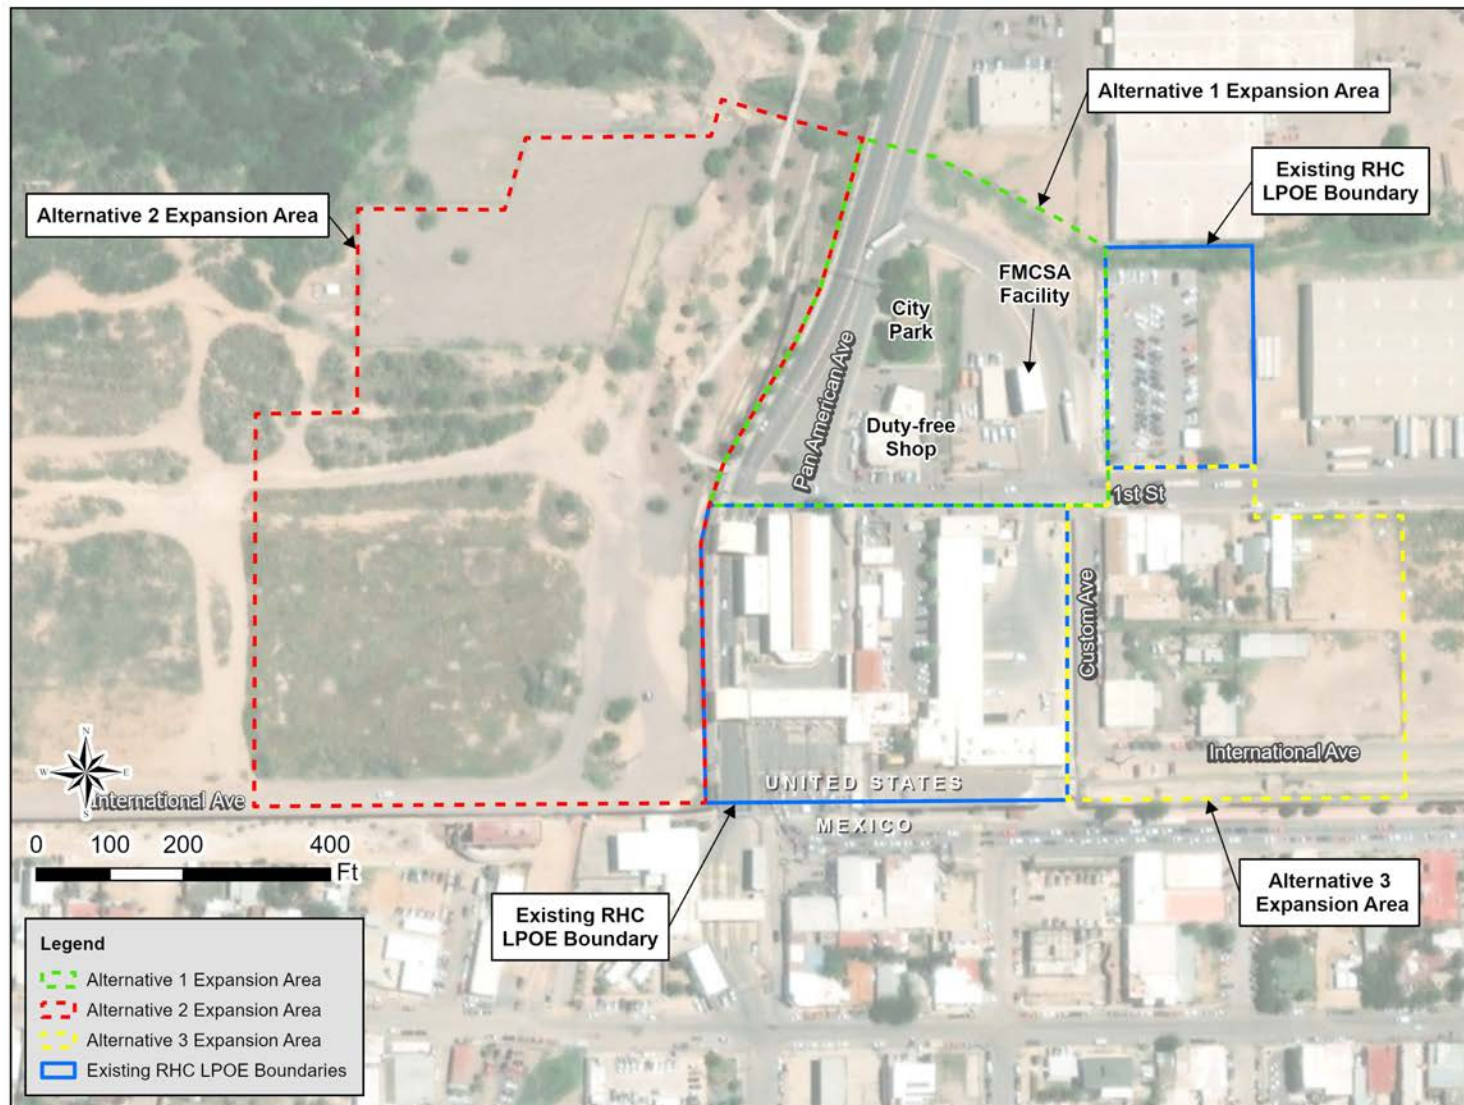 Alternative 1 Expansion Area
Existing RHC
LPOE Boundary
Alternative 2 Expansion Area
FMCSA
Facility
City
Park
Pan American Ave
Duty-free
Shop
1st St
Custom Ave
International Ave
N
W
E
S
International Ave
UNITED STATES
MEXICO
0
100
200
400
Ft
Existing RHC
LPOE Boundary
Alternative 3
Expansion Area
Legend
Alternative 1 Expansion Area
Alternative 2 Expansion Area
Alternative 3 Expansion Area
Existing RHC LPOE Boundaries